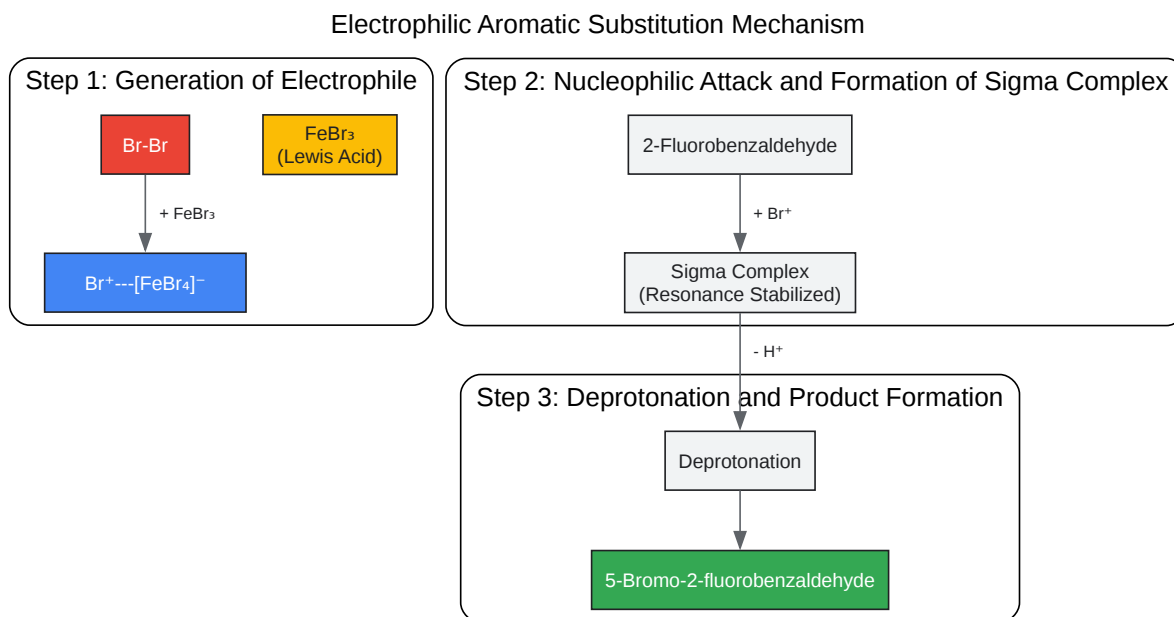 Electrophilic Aromatic Substitution Mechanism
Step 1: Generation of Electrophile
Br-Br
FeBr₃
(Lewis Acid)
+ FeBr₃
Br⁺---[FeBr₄]⁻
Step 2: Nucleophilic Attack and Formation of Sigma Complex
2-Fluorobenzaldehyde
+ Br⁺
Sigma Complex
(Resonance Stabilized)
- H⁺
Step 3: Deprotonation and Product Formation
Deprotonation
5-Bromo-2-fluorobenzaldehyde